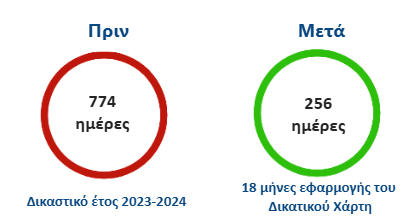 Πριν
Μετά
774
ημέρες
256
ημέρες
Δικαστικό έτος 2023-2024
18 μήνες εφαρμογής του
Δικατικού Χάρτη